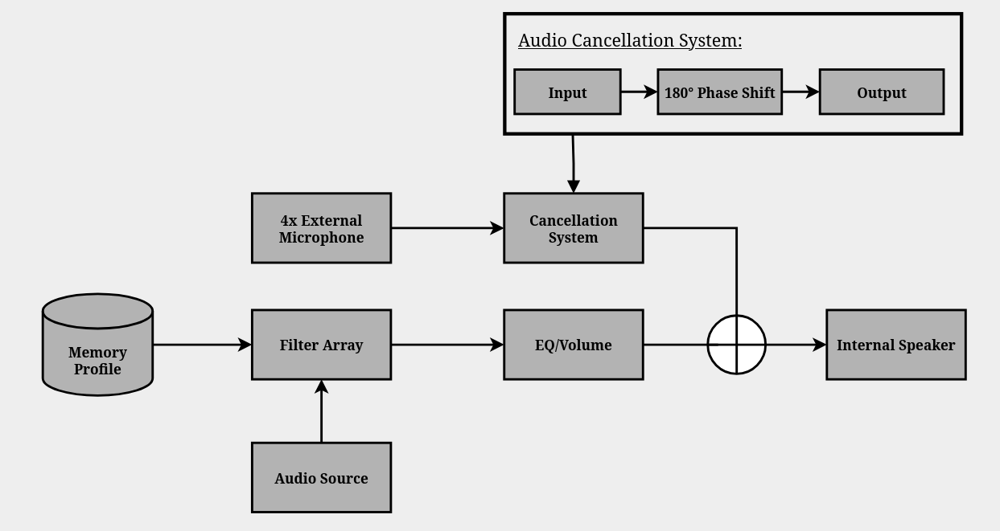 Audio Cancellation System:
Input
180° Phase Shift
Output
4x External
Microphone
Cancellation
System
Memory
Profile
Filter Array
EQ/Volume
Internal Speaker
Audio Source